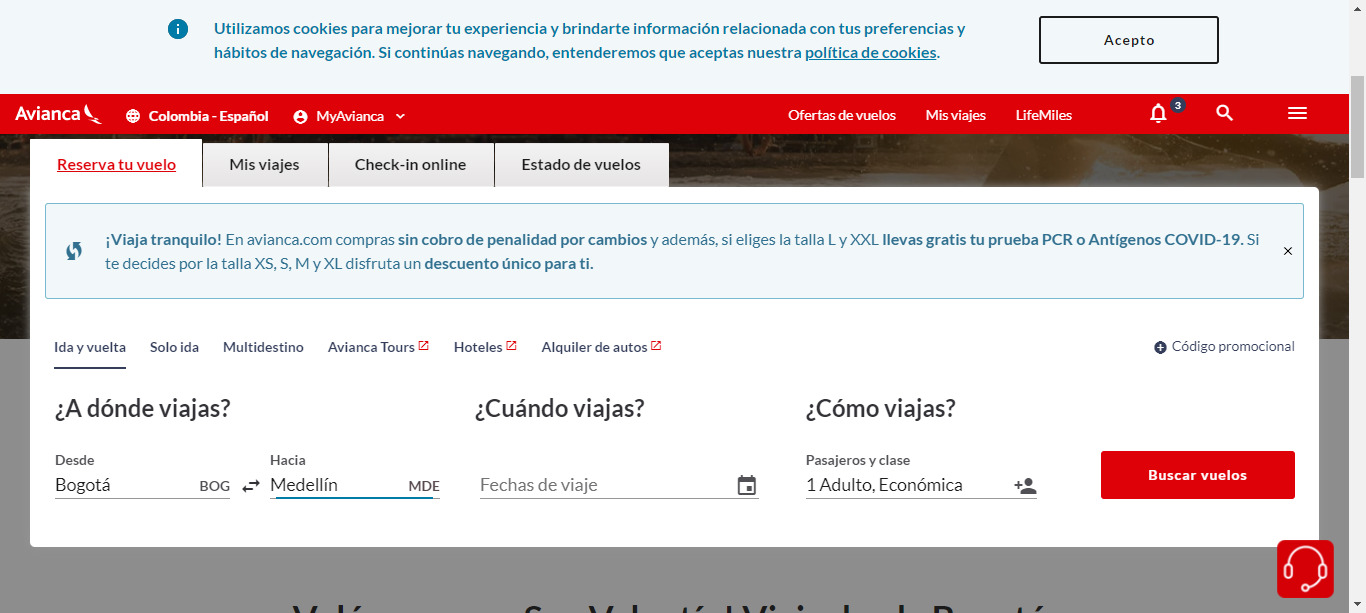 Utilizamos cookies para mejorar tu experiencia y brindarte información relacionada con tus preferencias y
hábitos de navegación. Si continúas navegando, entenderemos que aceptas nuestra política de cookies.
Acepto
Avianca
Colombia - Español
MyAvianca
Ofertas de vuelos
Mis viajes
LifeMiles
3
Reserva tu vuelo
Mis viajes
Check-in online
Estado de vuelos
¡Viaja tranquilo! En avianca.com compras sin cobro de penalidad por cambios y además, si eliges la talla L y XXL llevas gratis tu prueba PCR o Antígenos COVID-19. Si
te decides por la talla XS, S, M y XL disfruta un descuento único para ti.
Ida y vuelta
Solo ida
Multidestino
Avianca Tours
Hoteles
Alquiler de autos
Código promocional
¿A dónde viajas?
¿Cuándo viajas?
¿Cómo viajas?
Desde
Bogotá BOG
Hacia
Medellín MDE
Fechas de viaje
Pasajeros y clase
1 Adulto, Económica
Buscar vuelos